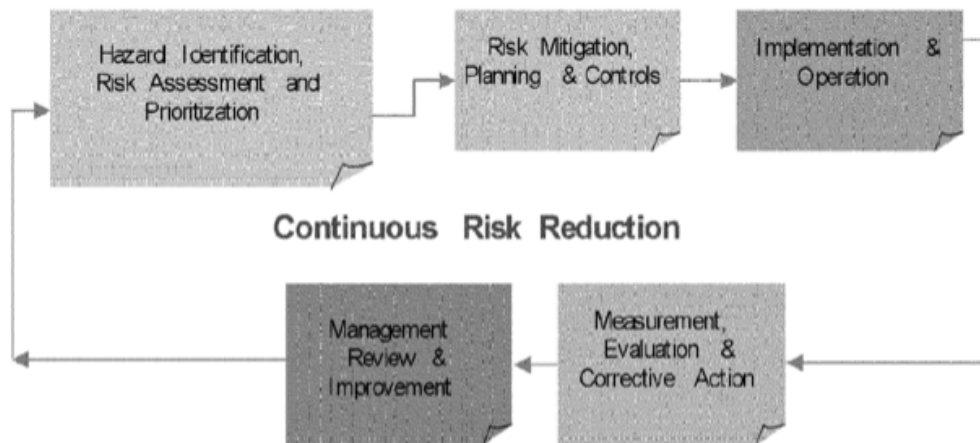 Hazard Identification,
Risk Assessment and
Prioritization
Risk Mitigation,
Planning & Controls
Implementation &
Operation
Continuous Risk Reduction
Management
Review &
Improvement
Measurement,
Evaluation &
Corrective Action